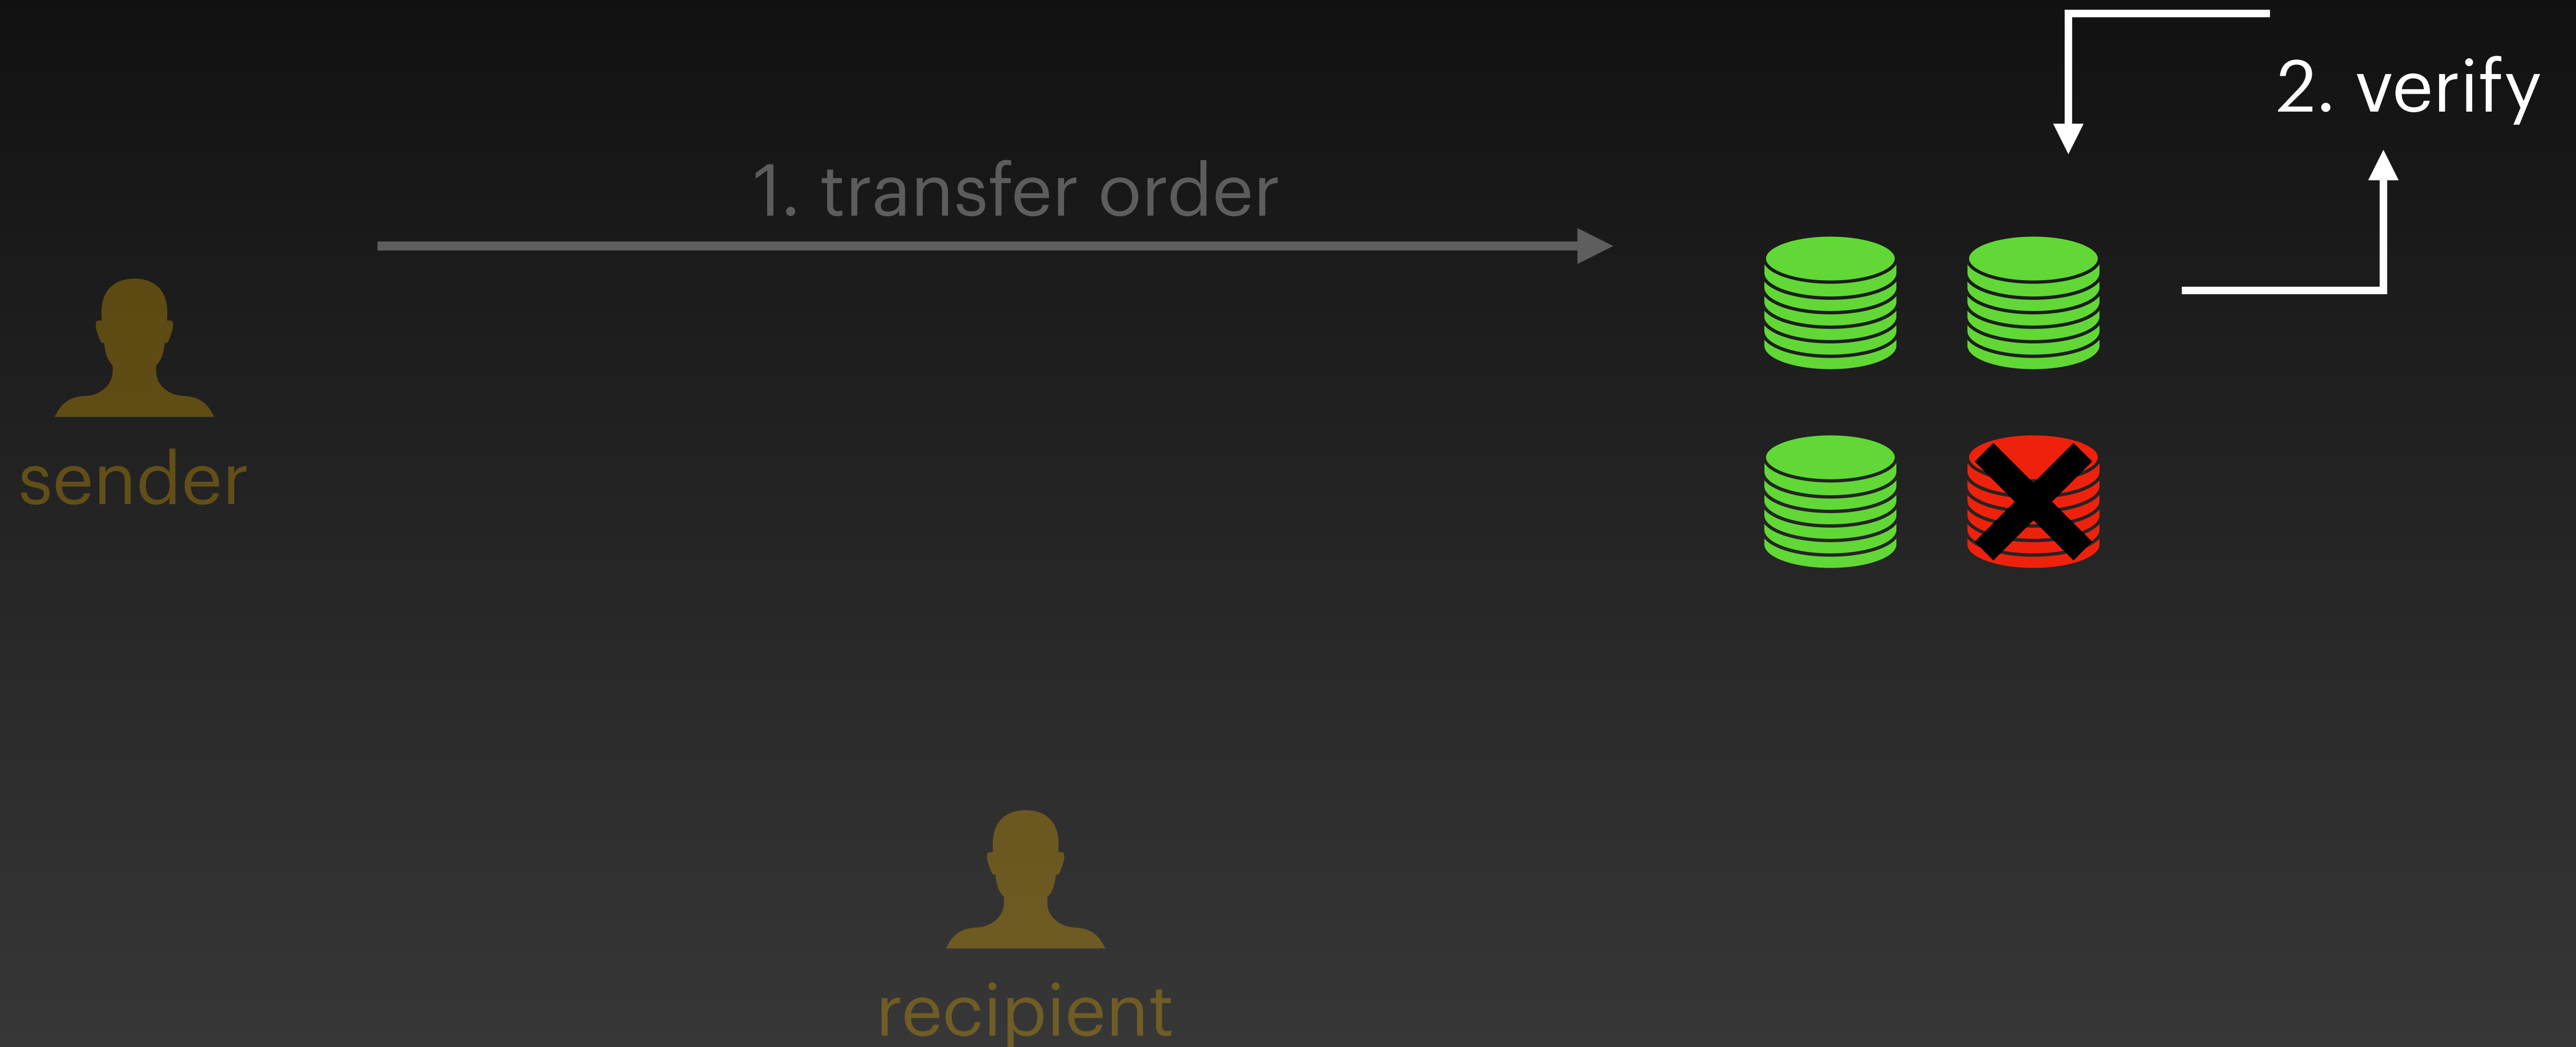 2. verify
1. transfer order
sender
recipient